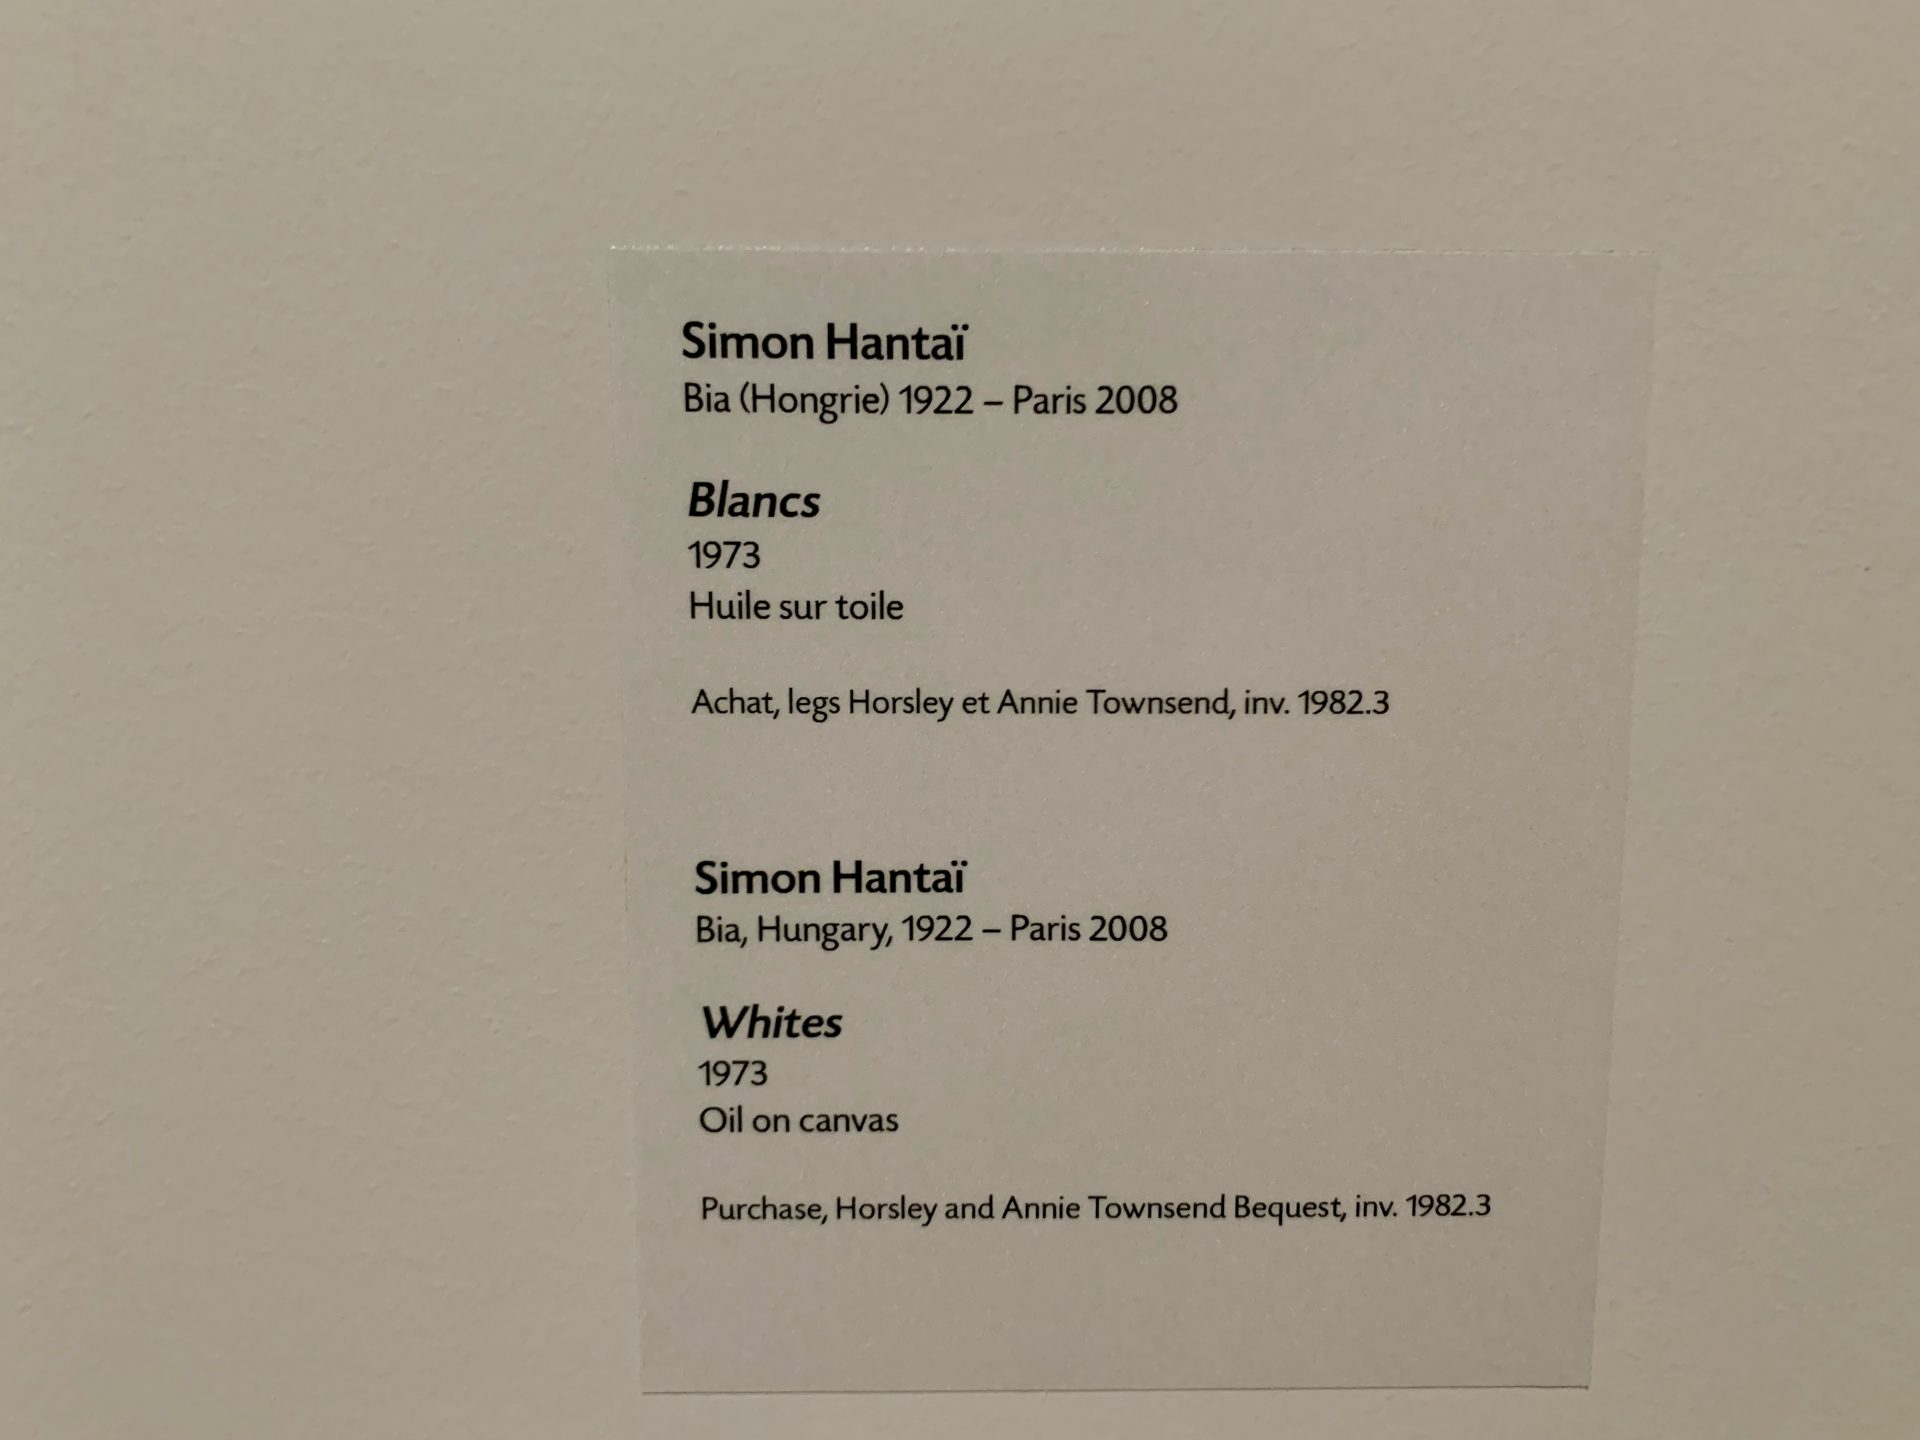 Simon Hantaï
Bia (Hongrie) 1922 – Paris 2008
Blancs
1973
Huile sur toile
Achat, legs Horsley et Annie Townsend, inv. 1982.3
Simon Hantaï
Bia, Hungary, 1922 – Paris 2008
Whites
1973
Oil on canvas
Purchase, Horsley and Annie Townsend Bequest, inv. 1982.3